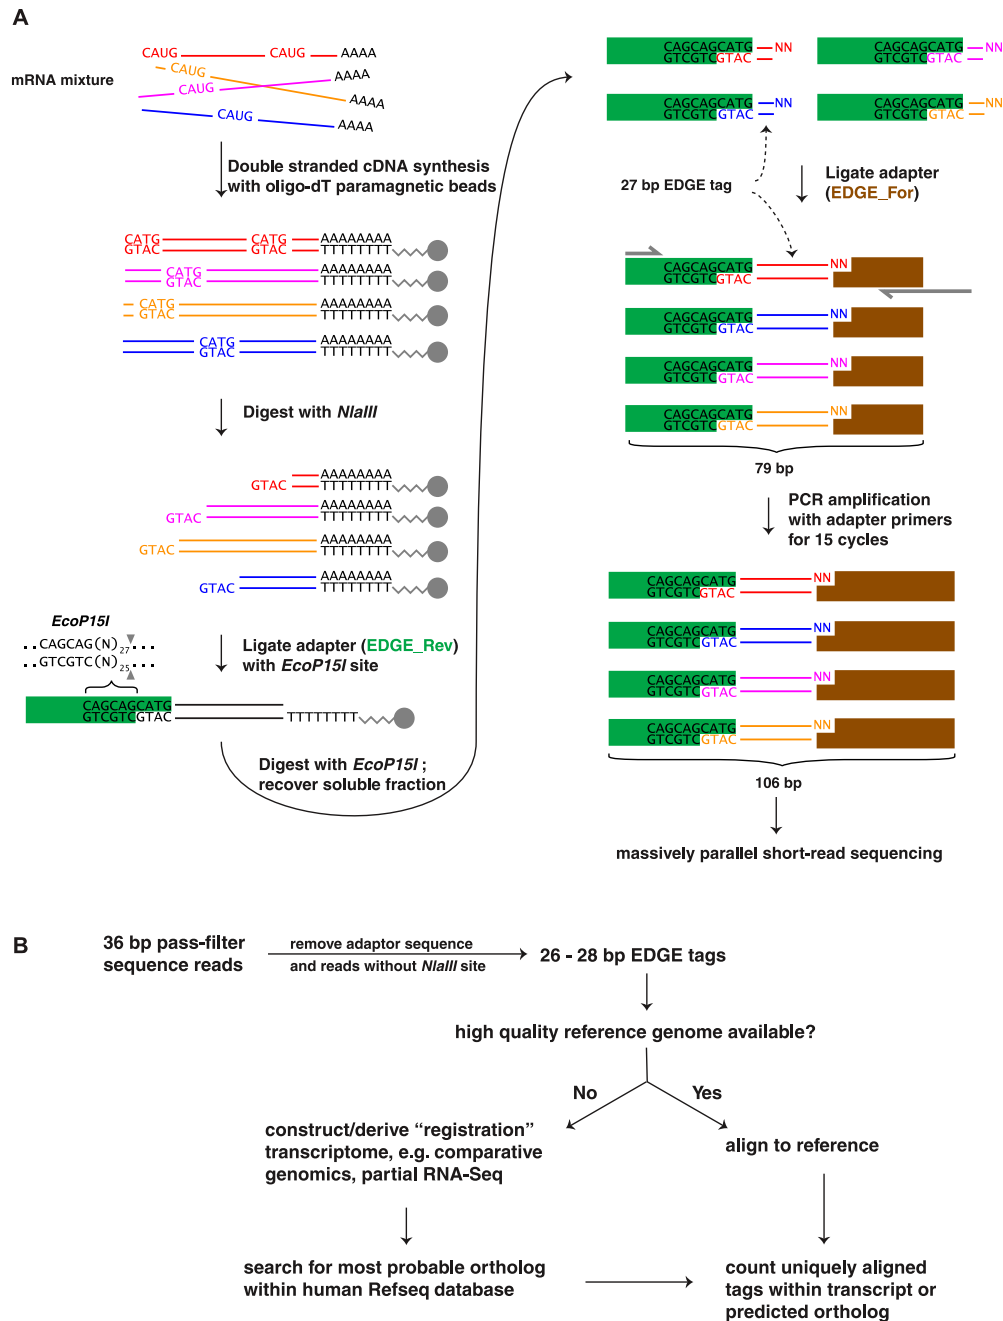 A
CAUG CAUG AAAA
CAUG AAAA
mRNA mixture
CAUG AAAA
CAUG AAAA
Double stranded cDNA synthesis
with oligo-dT paramagnetic beads
CATG CATG AAAAAAAA
GTAC GTAC TTTTTTTT
CATG AAAAAAAA
GTAC TTTTTTTT
CATG AAAAAAAA
GTAC TTTTTTTT
CATG AAAAAAAA
GTAC TTTTTTTT
Digest with NlaIII
AAAAAAAA
GTAC TTTTTTTT
AAAAAAAA
GTAC TTTTTTTT
AAAAAAAA
GTAC TTTTTTTT
AAAAAAAA
GTAC TTTTTTTT
EcoP15I
CAGCAG(N)27
GTCGTC(N)25
Ligate adapter (EDGE_Rev)
with EcoP15I site
CAGCAGCATG
GTCGTCGTAC
TTTTTTTT
Digest with EcoP15I ;
recover soluble fraction
CAGCAGCATG NN
GTCGTCGTAC
CAGCAGCATG NN
GTCGTCGTAC
CAGCAGCATG NN
GTCGTCGTAC
CAGCAGCATG NN
GTCGTCGTAC
27 bp EDGE tag
Ligate adapter
(EDGE_For)
CAGCAGCATG NN
GTCGTCGTAC
CAGCAGCATG NN
GTCGTCGTAC
CAGCAGCATG NN
GTCGTCGTAC
CAGCAGCATG NN
GTCGTCGTAC
79 bp
PCR amplification
with adapter primers
for 15 cycles
CAGCAGCATG NN
GTCGTCGTAC
CAGCAGCATG NN
GTCGTCGTAC
CAGCAGCATG NN
GTCGTCGTAC
CAGCAGCATG NN
GTCGTCGTAC
106 bp
massively parallel short-read sequencing
B
36 bp pass-filter
sequence reads
remove adaptor sequence
and reads without NlaIII site
26 - 28 bp EDGE tags
high quality reference genome available?
No Yes
construct/derive “registration”
transcriptome, e.g. comparative
genomics, partial RNA-Seq
align to reference
search for most probable ortholog
within human Refseq database
count uniquely aligned
tags within transcript or
predicted ortholog